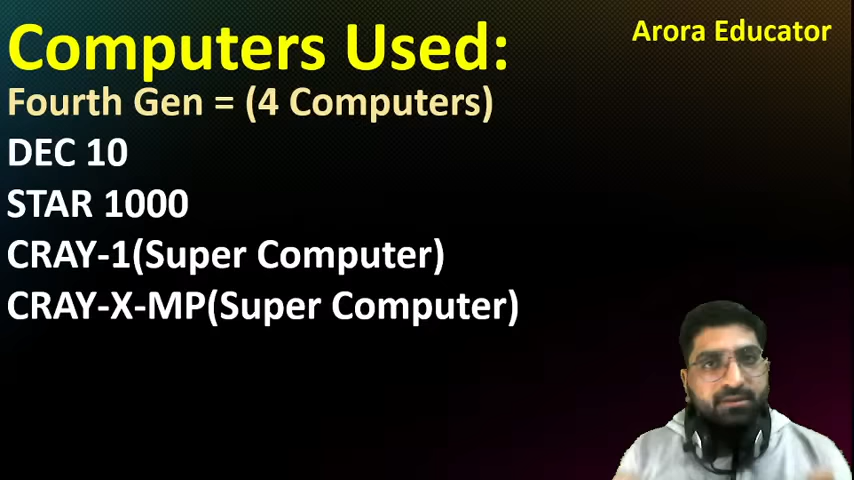 Computers Used:
Arora Educator
Fourth Gen = (4 Computers)
DEC 10
STAR 1000
CRAY-1(Super Computer)
CRAY-X-MP(Super Computer)